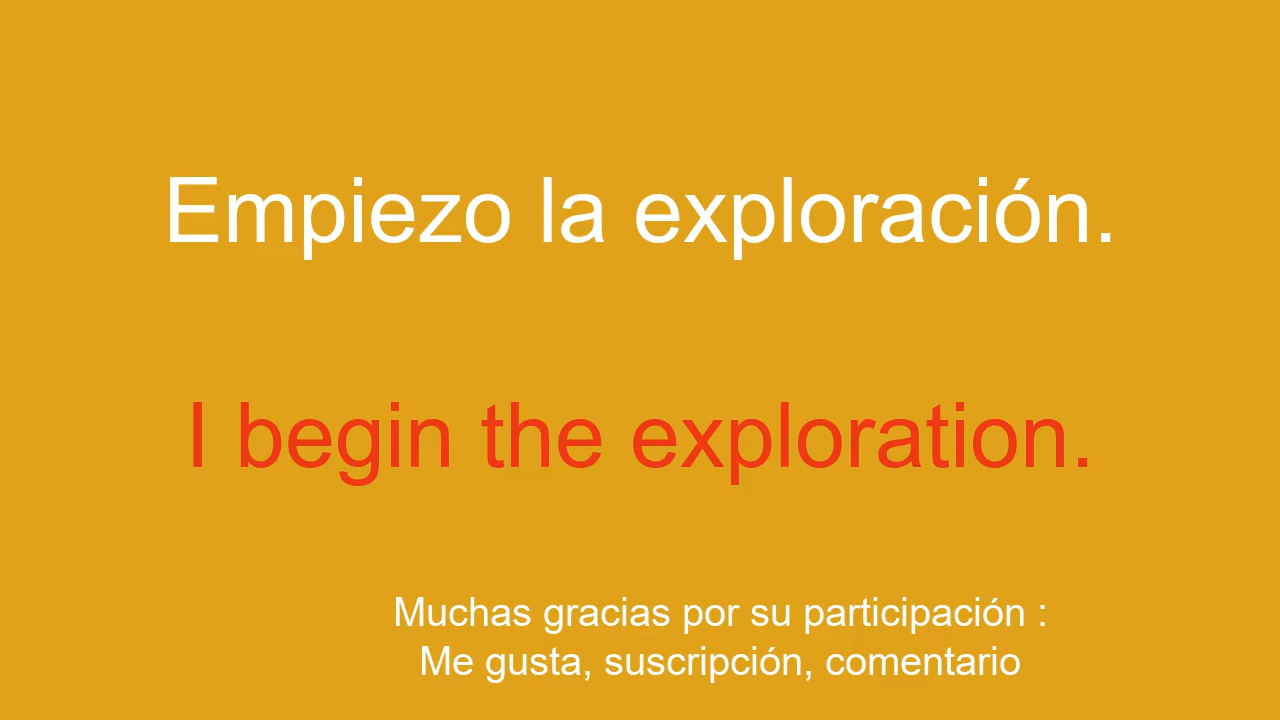 Empiezo la exploración.
I begin the exploration.
Muchas gracias por su participación :
Me gusta, suscripción, comentario